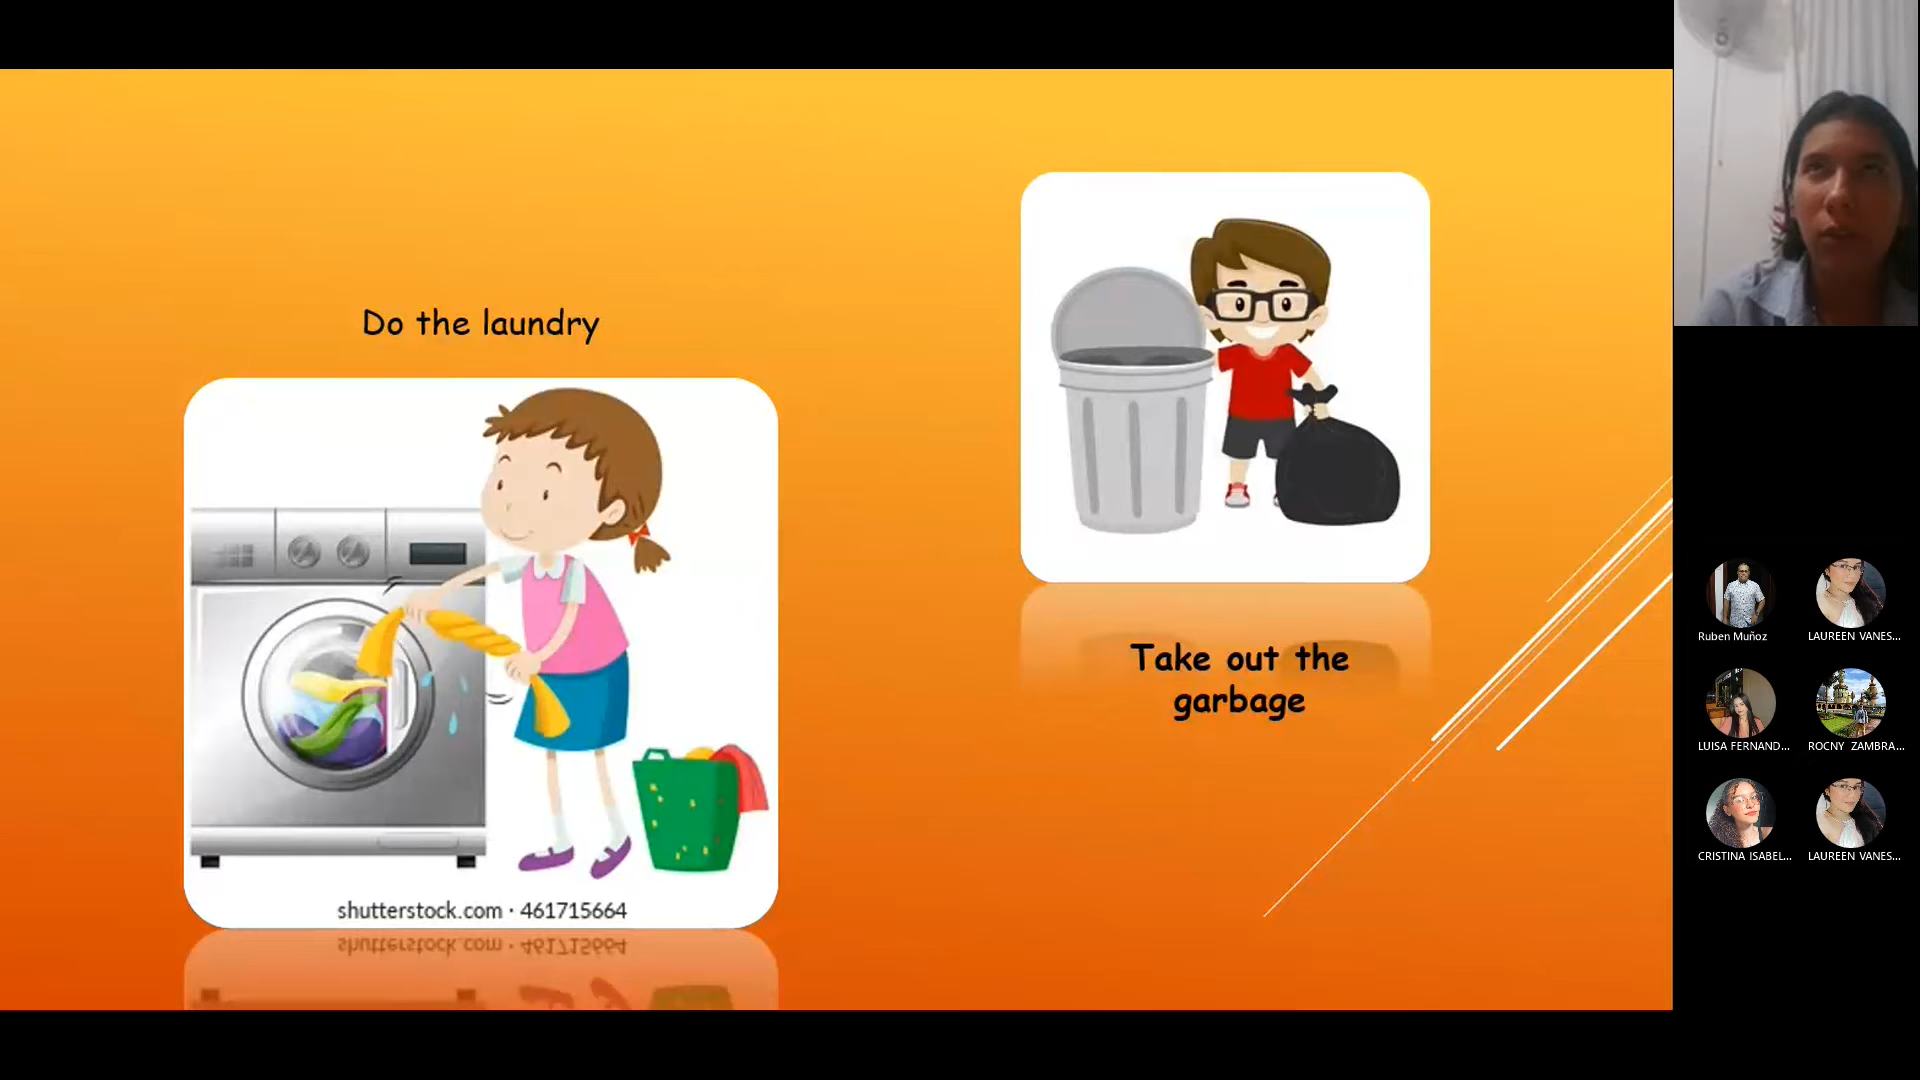 Do the laundry
shutterstock.com · 461715664
Take out the
garbage
Ruben Muñoz
LAUREEN VANES...
LUISA FERNAND...
ROCNY ZAMBRA...
CRISTINA ISABEL...
LAUREEN VANES...